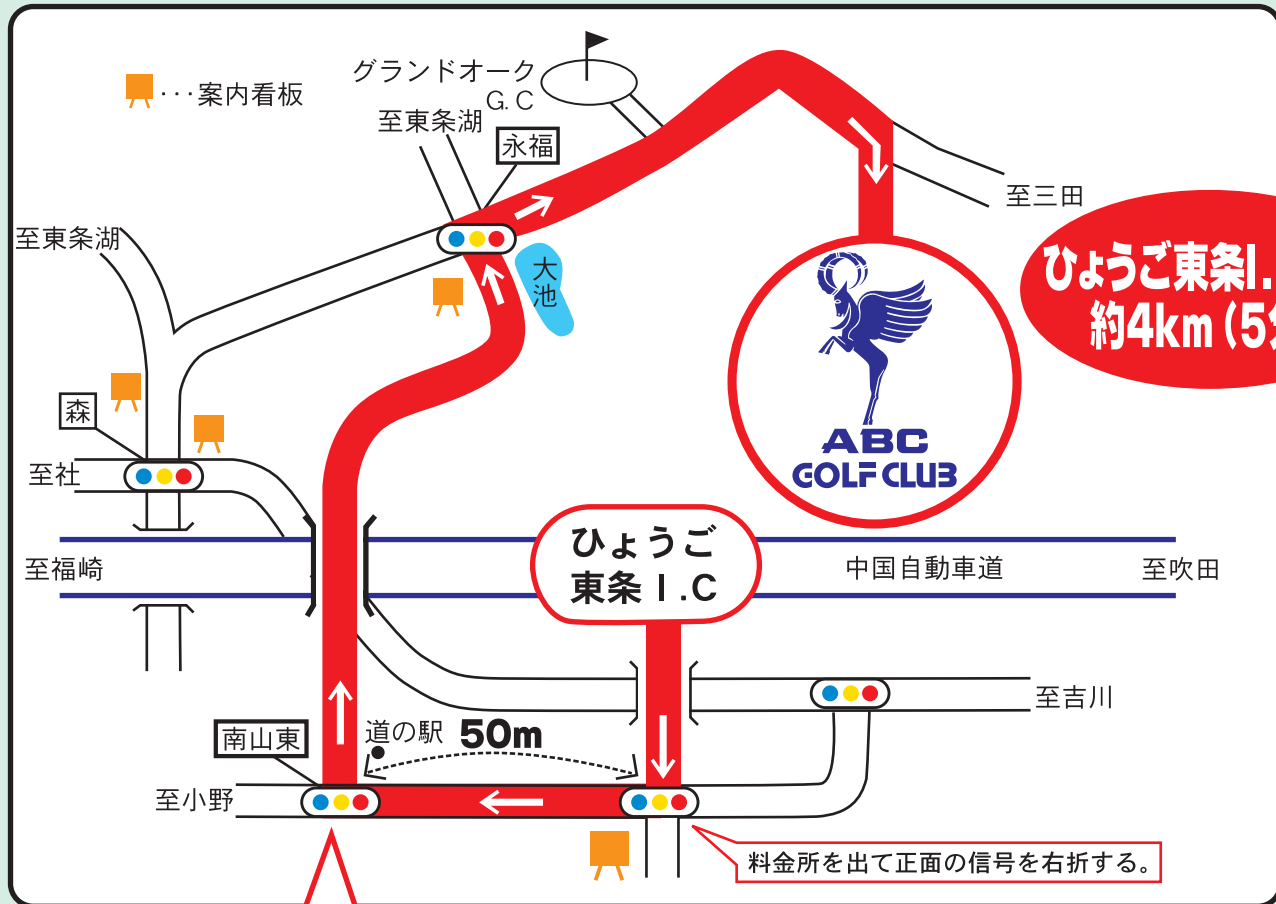 ･･･案内看板
グランドオーク
G.C
至東条湖
永福
至三田
至東条湖
大池
ひょうご東条I.
約4km(5
森
至社
ABC
GOLF CLUB
ひょうご
東条 I.C
至福崎
中国自動車道
至吹田
至吉川
南山東
道の駅
50m
至小野
料金所を出て正面の信号を右折する。